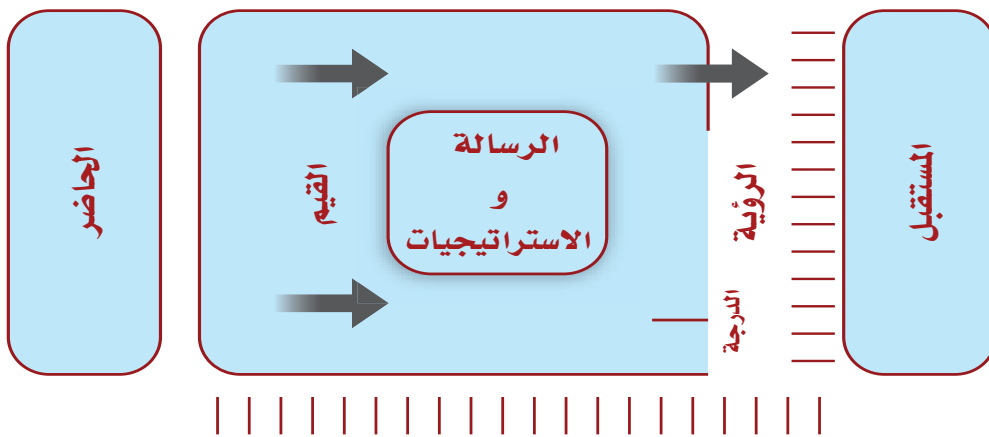 الحاضر
القيم
الرسالة
و
الاستراتيجيات
الرؤية
الدرجة
المستقبل